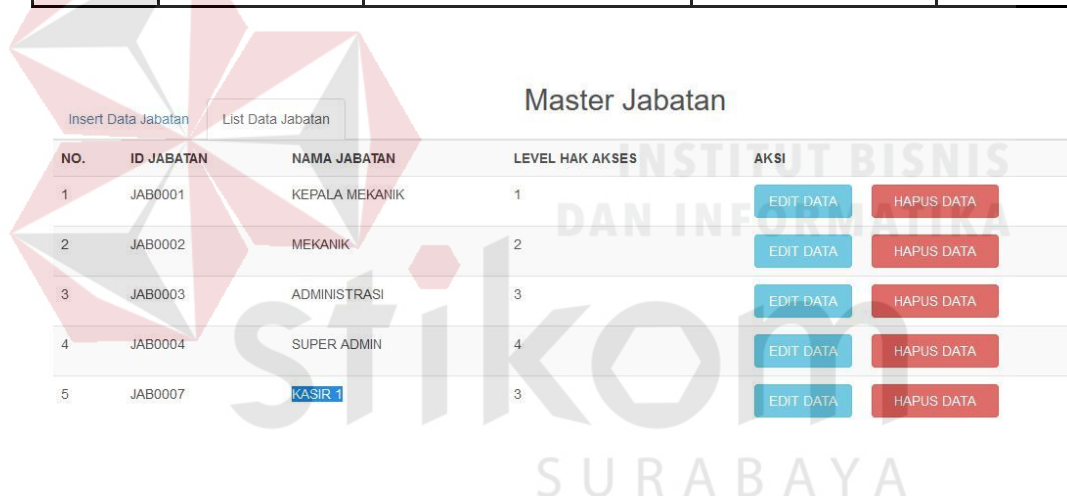 Master Jabatan
Insert Data Jabatan List Data Jabatan
NO. ID JABATAN NAMA JABATAN LEVEL HAK AKSES AKSI
1 JAB0001 KEPALA MEKANIK 1 EDIT DATA HAPUS DATA
2 JAB0002 MEKANIK 2 EDIT DATA HAPUS DATA
3 JAB0003 ADMINISTRASI 3 EDIT DATA HAPUS DATA
4 JAB0004 SUPER ADMIN 4 EDIT DATA HAPUS DATA
5 JAB0007 KASIR 1 3 EDIT DATA HAPUS DATA
INSTITUT BISNIS
DAN INFORMATIKA
stikom
SURABAYA